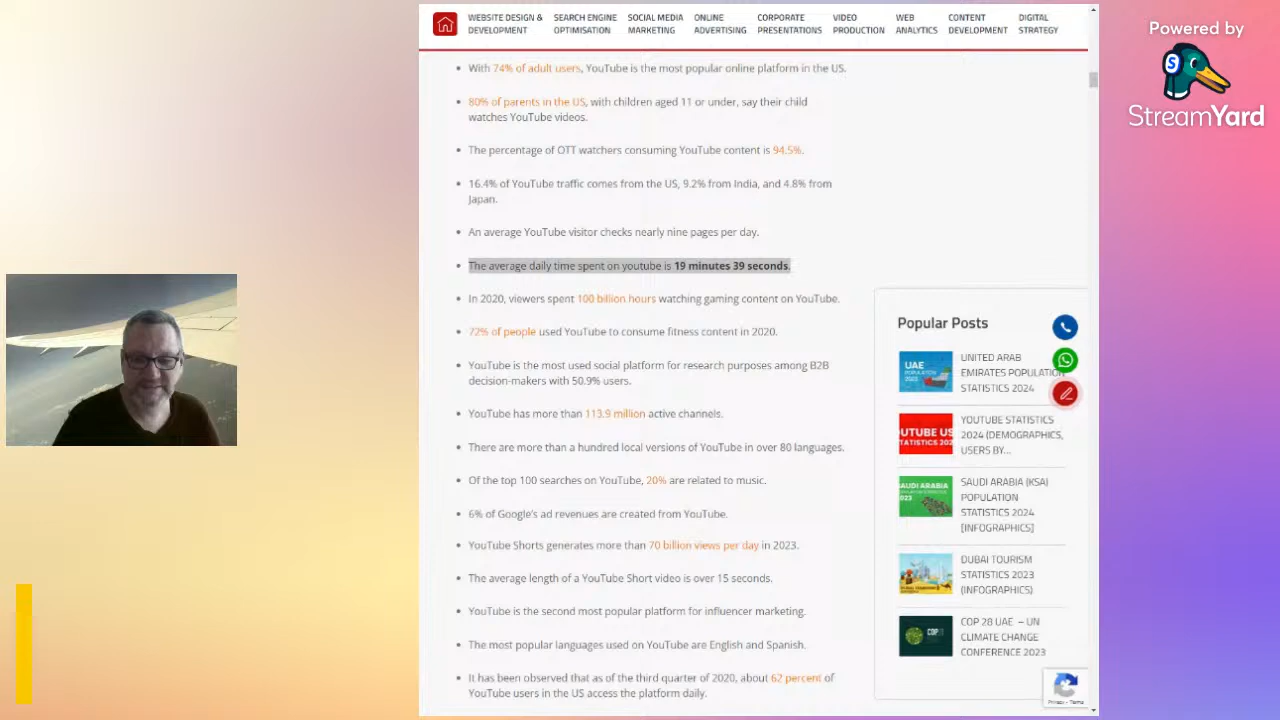 WEBSITE DESIGN &
DEVELOPMENT
SEARCH ENGINE
OPTIMISATION
SOCIAL MEDIA
MARKETING
ONLINE
ADVERTISING
CORPORATE
PRESENTATIONS
VIDEO
PRODUCTION
WEB
ANALYTICS
CONTENT
DEVELOPMENT
DIGITAL
STRATEGY
Powered by
S
StreamYard
With 74% of adult users, YouTube is the most popular online platform in the US.
80% of parents in the US, with children aged 11 or under, say their child
watches YouTube videos.
The percentage of OTT watchers consuming YouTube content is 94.5%.
16.4% of YouTube traffic comes from the US, 9.2% from India, and 4.8% from
Japan.
An average YouTube visitor checks nearly nine pages per day.
The average daily time spent on youtube is 19 minutes 39 seconds.
In 2020, viewers spent 100 billion hours watching gaming content on YouTube.
72% of people used YouTube to consume fitness content in 2020.
YouTube is the most used social platform for research purposes among B2B
decision-makers with 50.9% users.
YouTube has more than 113.9 million active channels.
There are more than a hundred local versions of YouTube in over 80 languages.
Of the top 100 searches on YouTube, 20% are related to music.
6% of Google's ad revenues are created from YouTube.
YouTube Shorts generates more than 70 billion views per day in 2023.
The average length of a YouTube Short video is over 15 seconds.
YouTube is the second most popular platform for influencer marketing.
The most popular languages used on YouTube are English and Spanish.
It has been observed that as of the third quarter of 2020, about 62 percent of
YouTube users in the US access the platform daily.
Popular Posts
UAE
POPULATION
2023
UNITED ARAB
EMIRATES POPULATION
STATISTICS 2024
OUTUBE US
TATISTICS 202
YOUTUBE STATISTICS
2024 (DEMOGRAPHICS,
USERS BY...
SAUDI ARABIA
2023
SAUDI ARABIA (KSA)
POPULATION
STATISTICS 2024
[INFOGRAPHICS]
DUBAI TOURISM
STATISTICS 2023
(INFOGRAPHICS)
COP
COP 28 UAE – UN
CLIMATE CHANGE
CONFERENCE 2023
Privacy - Terms